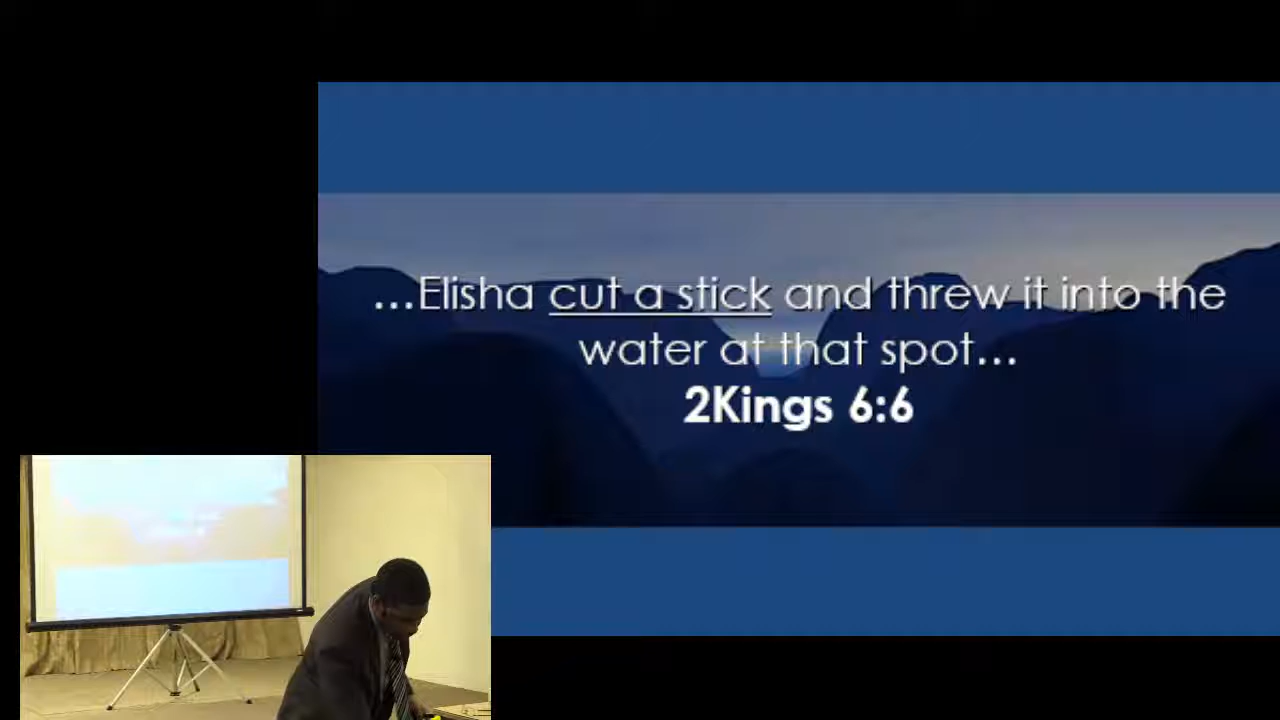 ...Elisha cut a stick and threw it into the
water at that spot...
2Kings 6:6